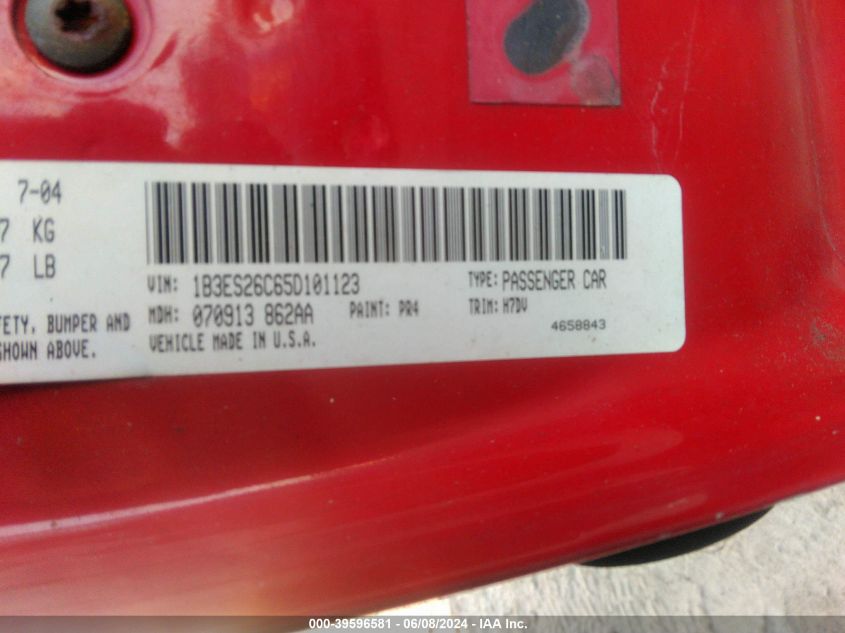 7-04
7 KG
7 LB
FETY, BUMPER AND
SHOWN ABOVE.
VIN: 1B3ES26C65D101123 TYPE: PASSENGER CAR
MDH: 070913 862AA PAINT: PR4 TRIM: H7DV
VEHICLE MADE IN U.S.A. 4658843
000-39596581 - 06/08/2024 - IAA Inc.